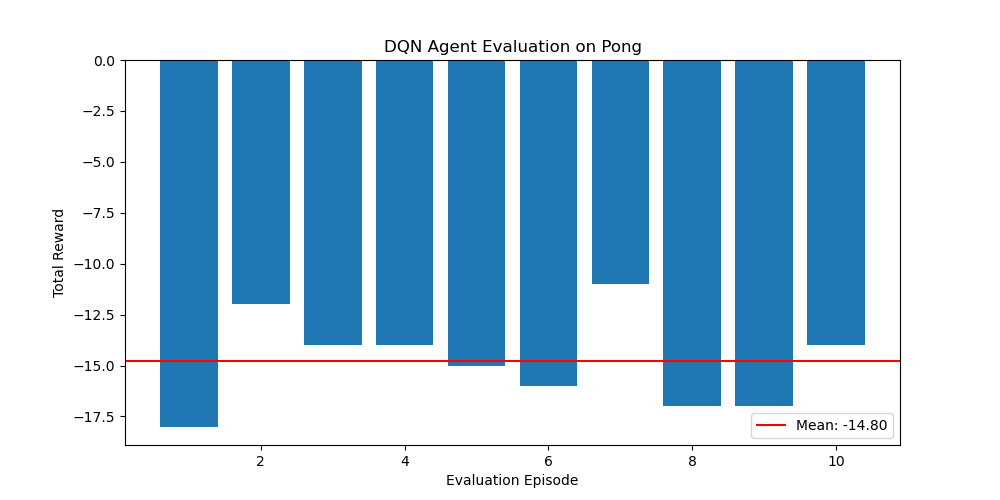 DQN Agent Evaluation on Pong
0.0
−2.5
−5.0
−7.5
−10.0
−12.5
−15.0
−17.5
Total Reward
Mean: -14.80
2 4 6 8 10
Evaluation Episode